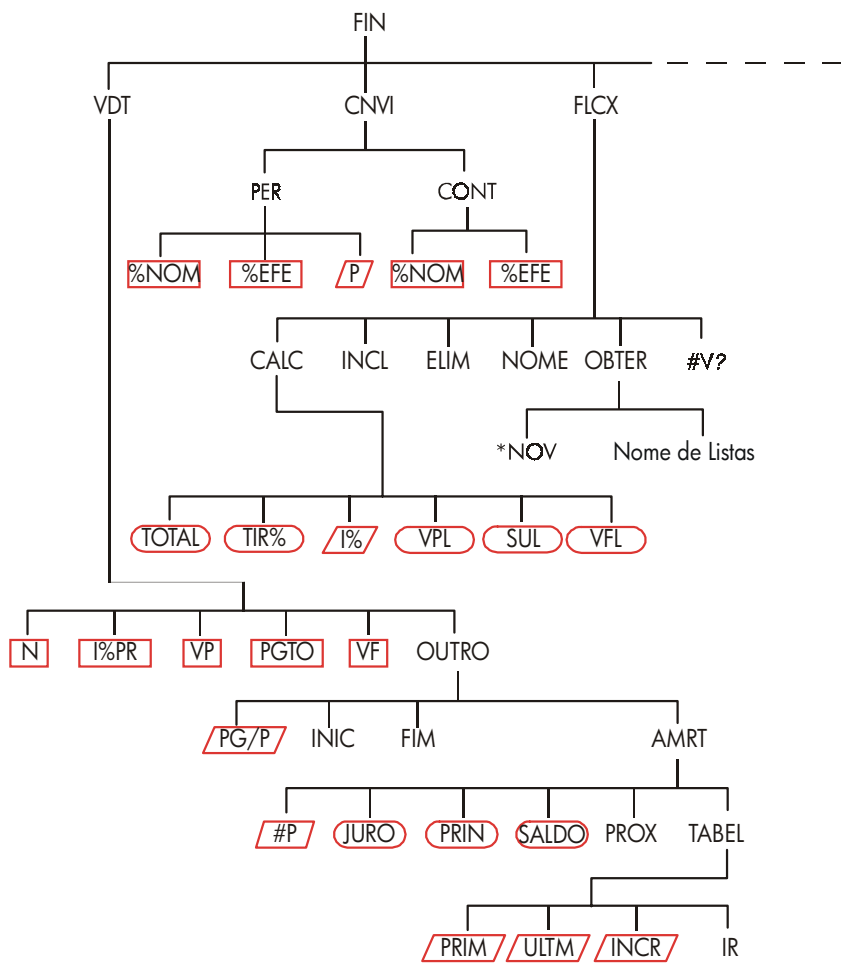 FIN
VDT CNVI FLCX
PER CONT
%NOM %EFE P %NOM %EFE
CALC INCL ELIM NOME OBTER #V?
*NOV Nome de Listas
TOTAL TIR% I% VPL SUL VFL
N I%PR VP PGTO VF OUTRO
PG/P INIC FIM AMRT
#P JURO PRIN SALDO PROX TABEL
PRIM ULTM INCR IR